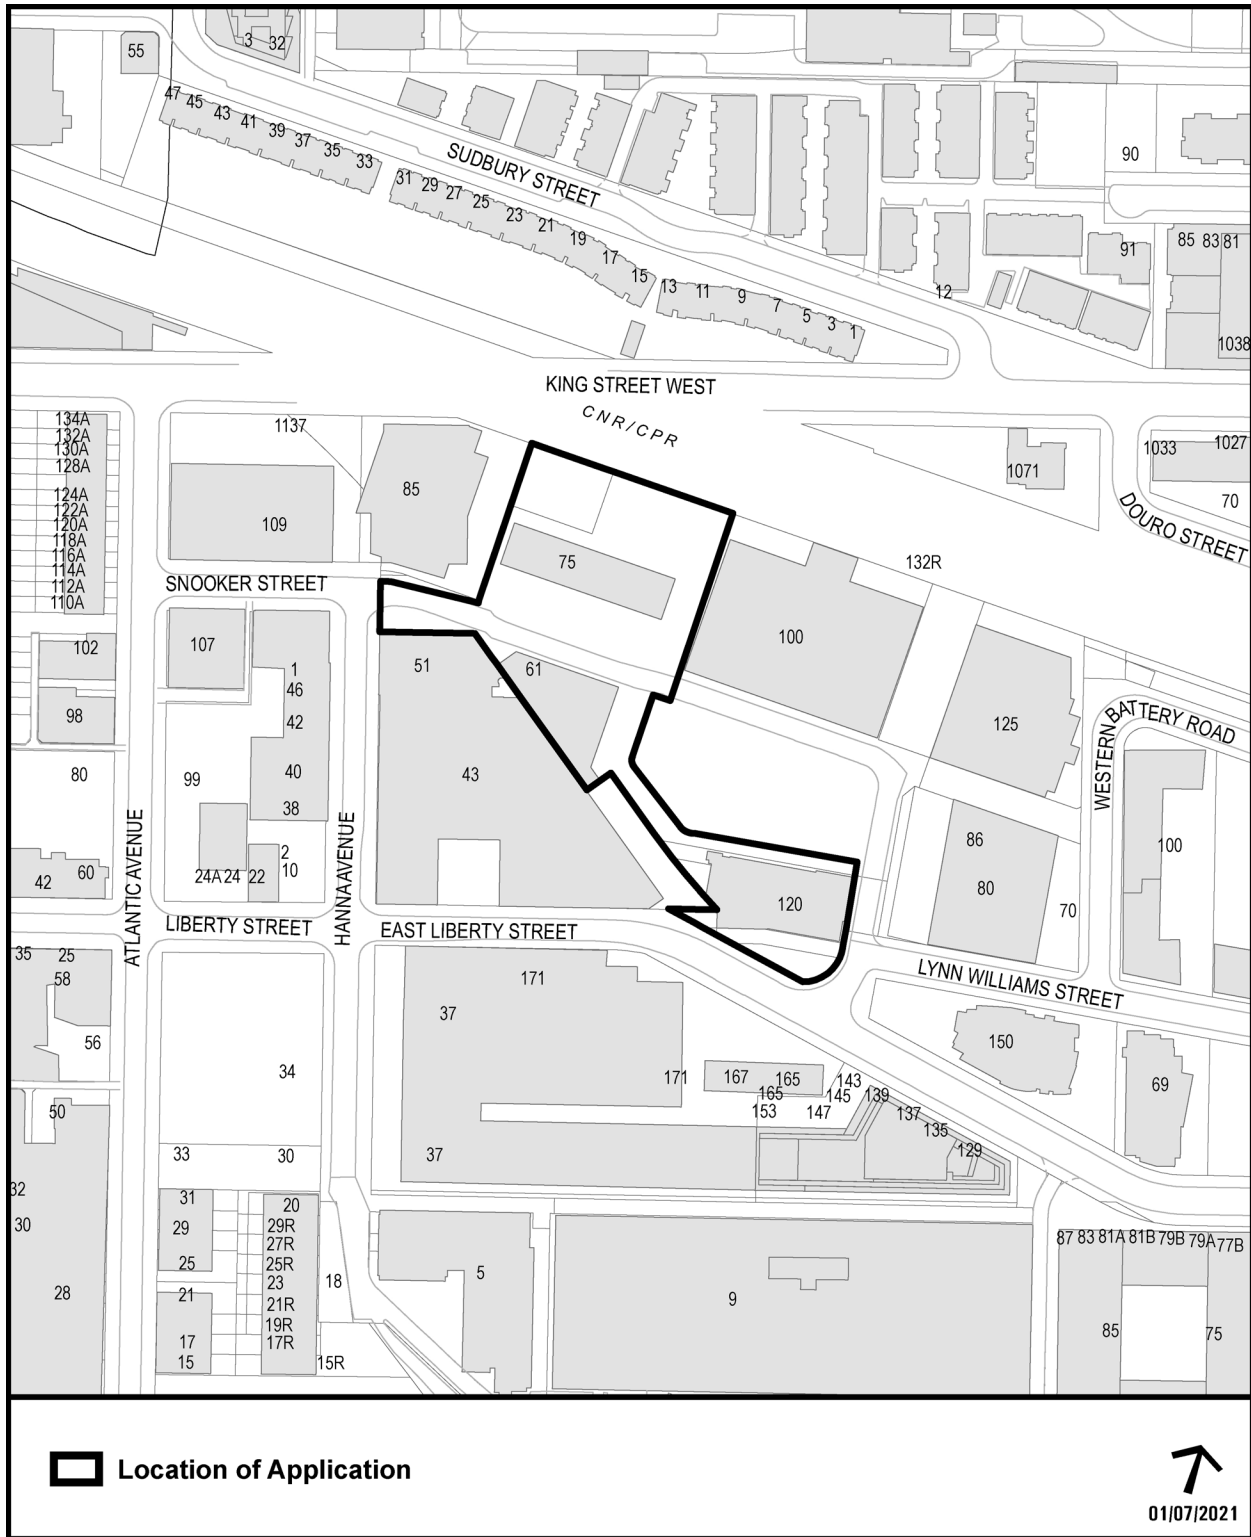 3 32
55
47 45 43 41 39 37 35 33
SUDBURY STREET
90
31 29 27 25 23 21 19 17 15
13 11 9 7 5 3 1
12
91
85 83 81
1038
KING STREET WEST
CNR/CPR
134A
132A
130A
128A
124A
122A
120A
118A
116A
114A
112A
110A
1137
85
109
1071
1033
1027
70
DOURO STREET
75
132R
SNOOKER STREET
100
102
107
98
80
1
46
42
40
38
99
51
61
43
125
WESTERN BATTERY ROAD
ATLANTIC AVENUE
HANNA AVENUE
42
60
24A 24 22
2
10
86
80
70
100
120
LIBERTY STREET
EAST LIBERTY STREET
LYNN WILLIAMS STREET
35
25
58
56
50
171
37
34
150
69
171
167
165
165
153
143
145
147
139
137
135
129
33
30
37
32
30
28
31
29
25
21
17
15
20
29R
27R
25R
23
21R
19R
17R
15R
18
5
9
87 83 81A 81B 79B 79A 77B
85
75
Location of Application
01/07/2021